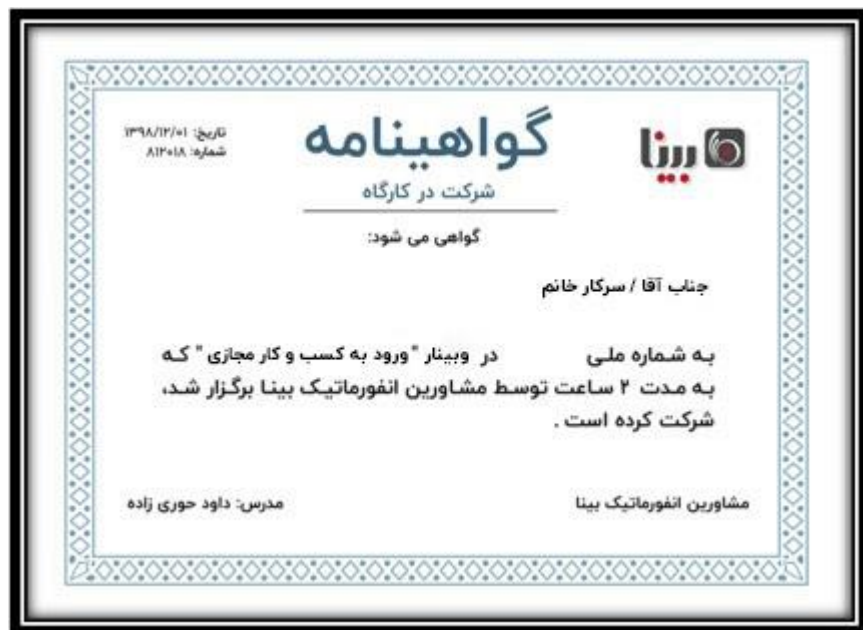 بینا
گواهینامه
تاریخ: ۱۳۹۸/۱۲/۰۱
شماره: ۸۱۲۰۱۸
شرکت در کارگاه
گواهی می شود:
جناب آقا / سرکار خانم
به شماره ملی در وبینار " ورود به کسب و کار مجازی " که
به مدت ۲ ساعت توسط مشاورین انفورماتیک بینا برگزار شد،
شرکت کرده است .
مشاورین انفورماتیک بینا
مدرس: داود حوری زاده